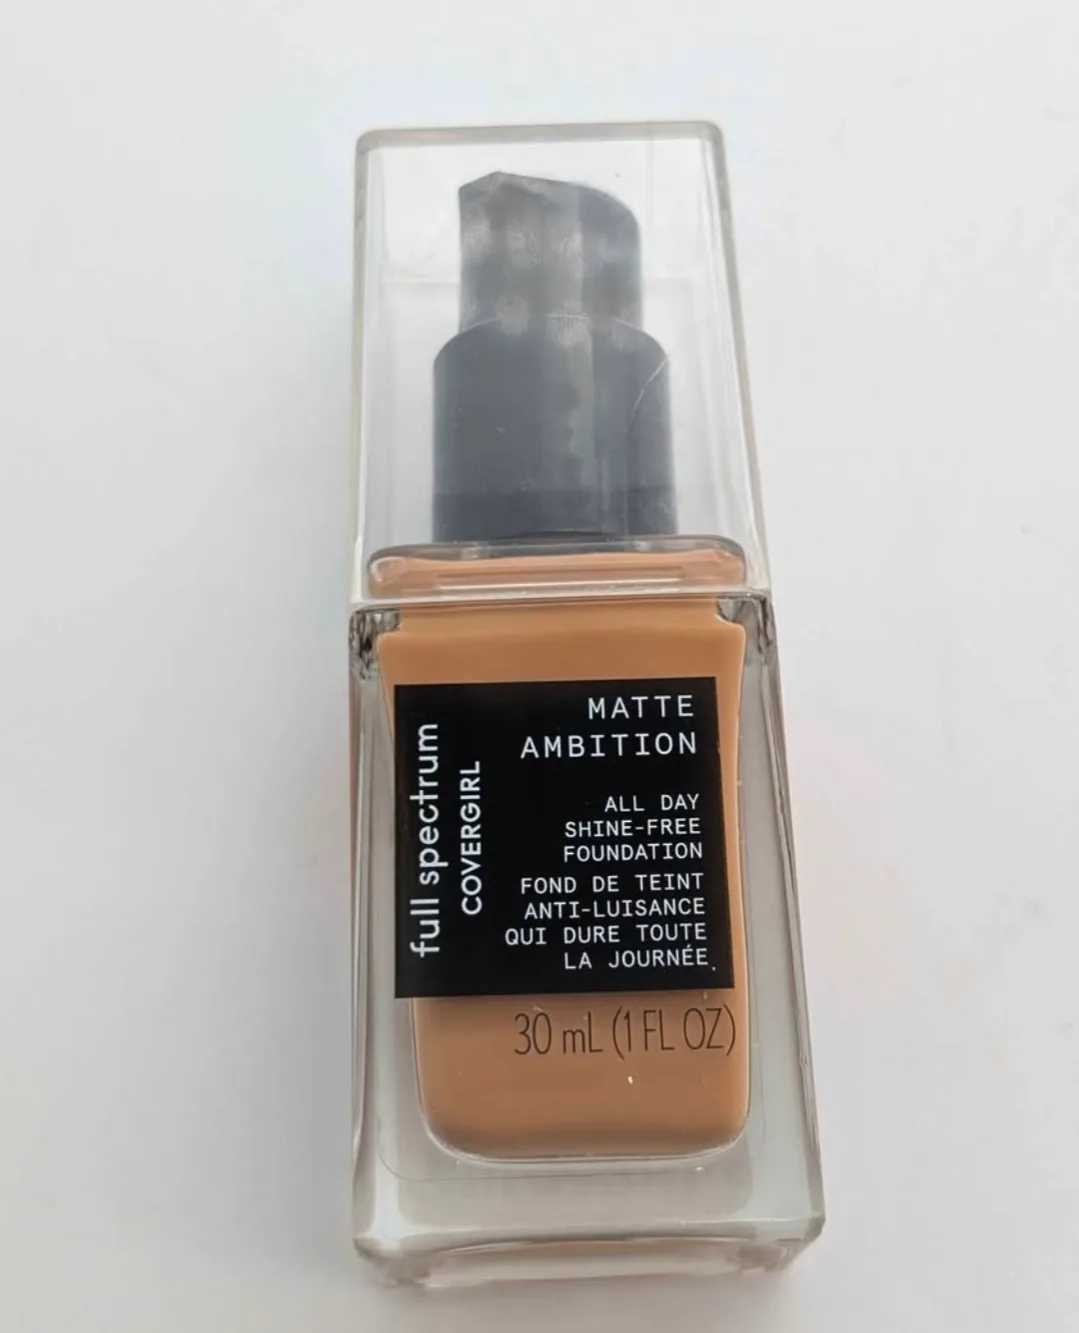 full spectrum
COVERGIRL
MATTE
AMBITION
ALL DAY
SHINE-FREE
FOUNDATION
FOND DE TEINT
ANTI-LUISANCE
QUI DURE TOUTE
LA JOURNÉE
30 mL (1 FL OZ)